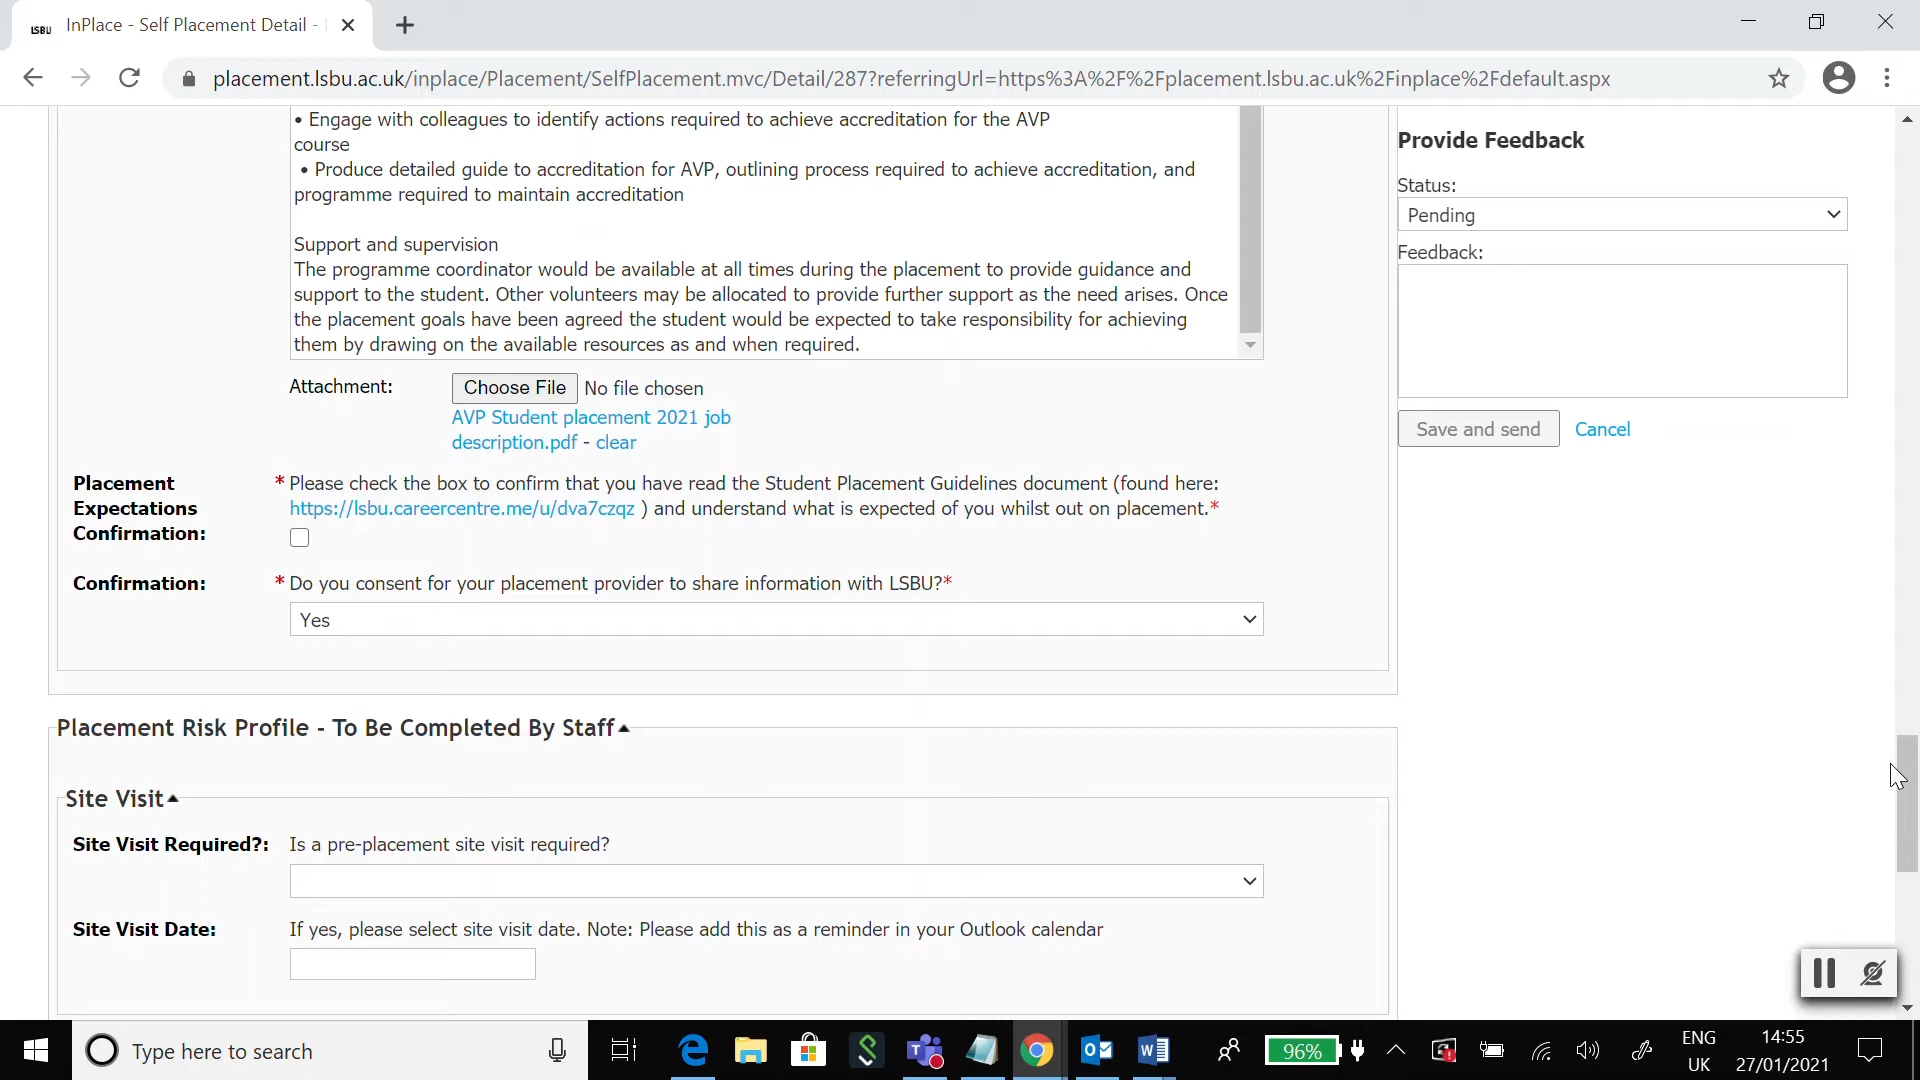 LSBU InPlace - Self Placement Detail -
placement.lsbu.ac.uk/inplace/Placement/SelfPlacement.mvc/Detail/287?referringUrl=https%3A%2F%2Fplacement.lsbu.ac.uk%2Finplace%2Fdefault.aspx
• Engage with colleagues to identify actions required to achieve accreditation for the AVP
course
• Produce detailed guide to accreditation for AVP, outlining process required to achieve accreditation, and
programme required to maintain accreditation
Support and supervision
The programme coordinator would be available at all times during the placement to provide guidance and
support to the student. Other volunteers may be allocated to provide further support as the need arises. Once
the placement goals have been agreed the student would be expected to take responsibility for achieving
them by drawing on the available resources as and when required.
Attachment: Choose File No file chosen
AVP Student placement 2021 job
description.pdf - clear
Placement
Expectations
Confirmation:
* Please check the box to confirm that you have read the Student Placement Guidelines document (found here:
https://lsbu.careercentre.me/u/dva7czqz ) and understand what is expected of you whilst out on placement.*
Confirmation: * Do you consent for your placement provider to share information with LSBU?*
Yes
Placement Risk Profile - To Be Completed By Staff
Site Visit
Site Visit Required?: Is a pre-placement site visit required?
Site Visit Date: If yes, please select site visit date. Note: Please add this as a reminder in your Outlook calendar
Provide Feedback
Status:
Pending
Feedback:
Save and send Cancel
Type here to search
96%
ENG
UK
14:55
27/01/2021